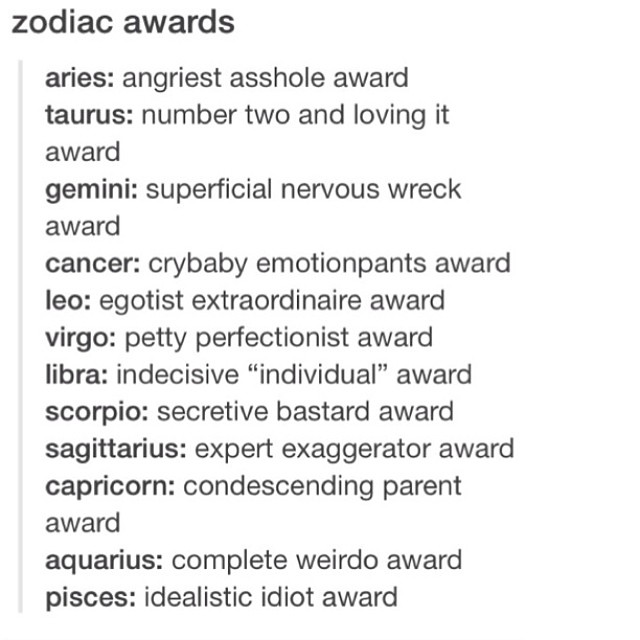 zodiac awards
aries: angriest asshole award
taurus: number two and loving it
award
gemini: superficial nervous wreck
award
cancer: crybaby emotionpants award
leo: egotist extraordinaire award
virgo: petty perfectionist award
libra: indecisive “individual” award
scorpio: secretive bastard award
sagittarius: expert exaggerator award
capricorn: condescending parent
award
aquarius: complete weirdo award
pisces: idealistic idiot award